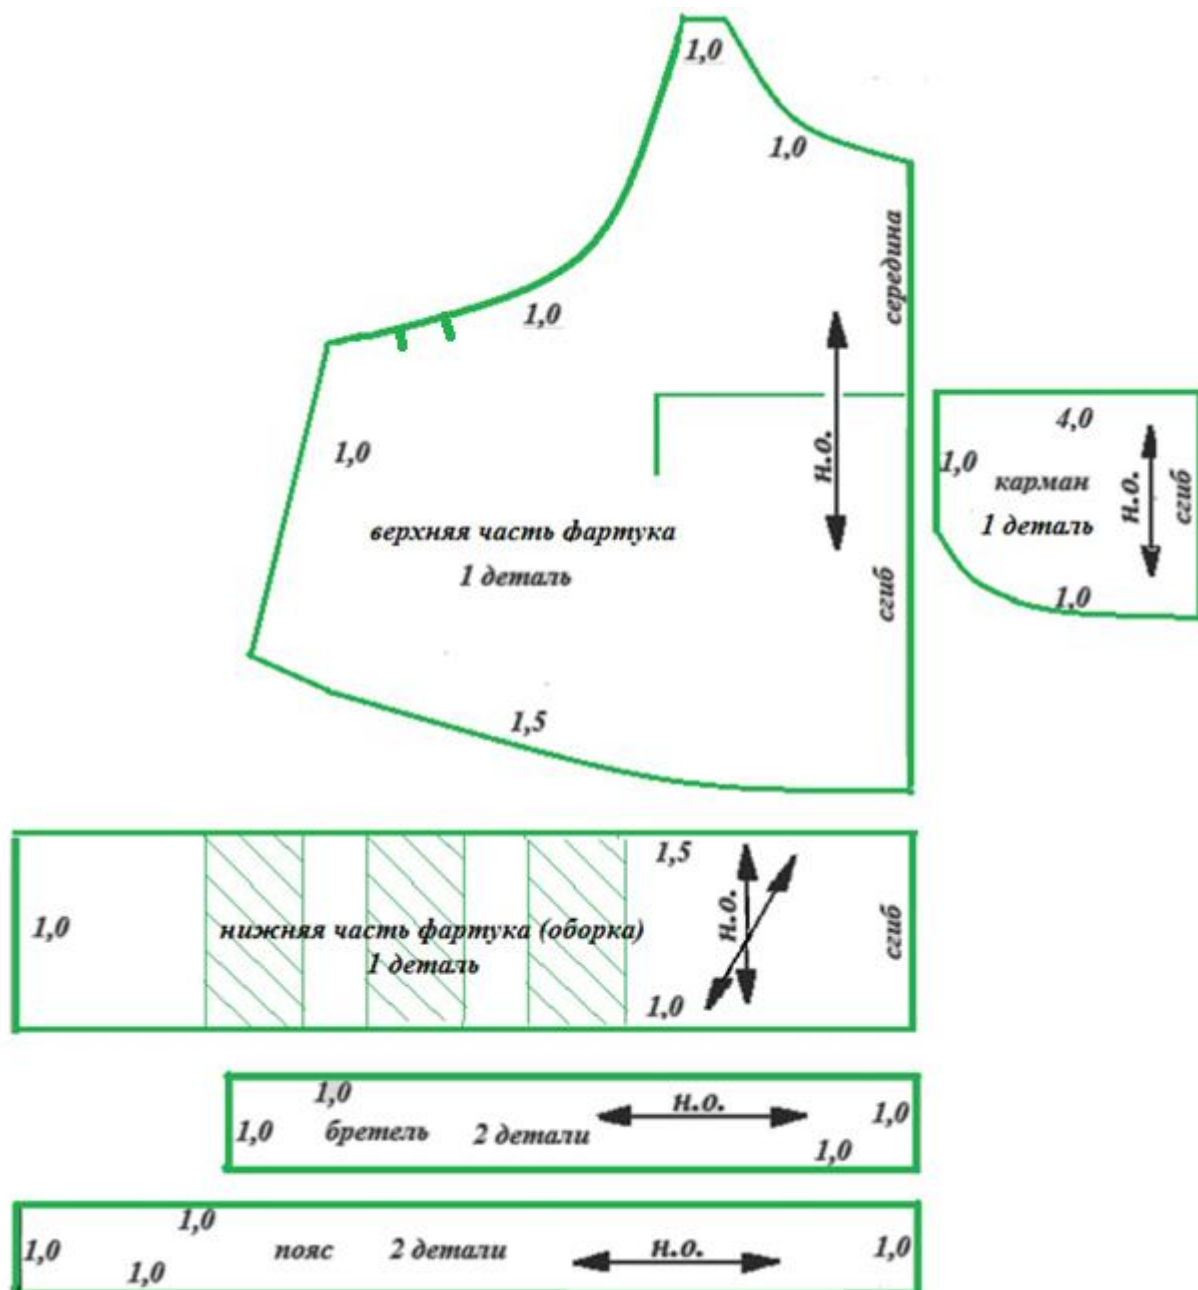 1,0
1,0
середина
1,0
1,0
н.о.
верхняя часть фартука
1 деталь
сгиб
1,5
4,0
1,0
карман
1 деталь
н.о.
сгиб
1,0
1,5
1,0
н.о.
сгиб
нижняя часть фартука (оборка)
1 деталь
1,0
1,0
1,0
бретель 2 детали
н.о.
1,0
1,0
1,0
1,0
пояс 2 детали
н.о.
1,0
1,0